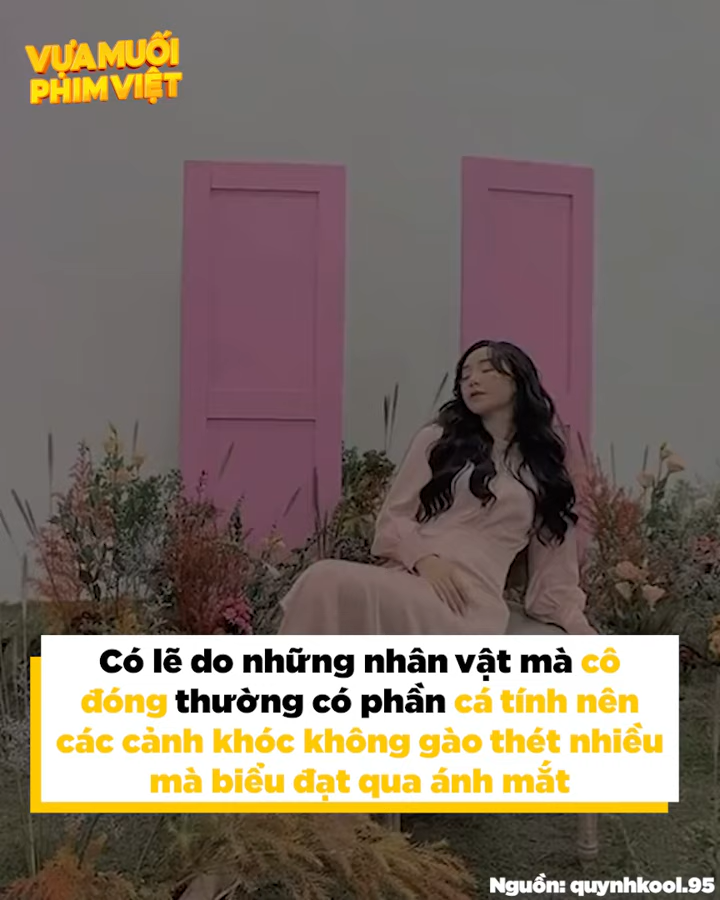 VỰA MUỐI
PHIM VIỆT
Có lẽ do những nhân vật mà cô
đóng thường có phần cá tính nên
các cảnh khóc không gào thét nhiều
mà biểu đạt qua ánh mắt
Nguồn: quynhkool.95